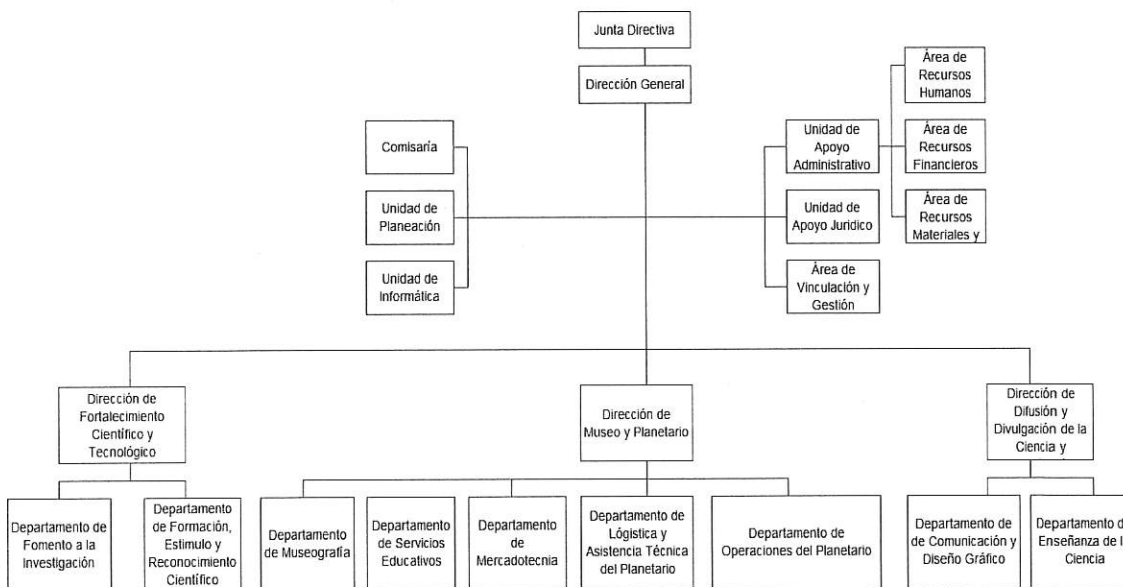 Junta Directiva
Dirección General
Área de
Recursos
Humanos
Comisaría
Unidad de
Apoyo
Administrativo
Área de
Recursos
Financieros
Unidad de
Planeación
Unidad de
Apoyo Juridico
Área de
Recursos
Materiales y
Unidad de
Informática
Área de
Vinculación y
Gestión
Dirección de
Fortalecimiento
Científico y
Tecnológico
Dirección de
Museo y Planetario
Dirección de
Difusión y
Divulgación de la
Ciencia y
Departamento de
Fomento a la
Investigación
Departamento
de Formación,
Estimulo y
Reconocimiento
Científico
Departamento
de Museografía
Departamento
de Servicios
Educativos
Departamento
de
Mercadotecnia
Departamento de
Lógistica y
Asistencia Técnica
del Planetario
Departamento de
Operaciones del Planetario
Departamento de
de Comunicación y
Diseño Gráfico
Departamento d
Enseñanza de l
Ciencia